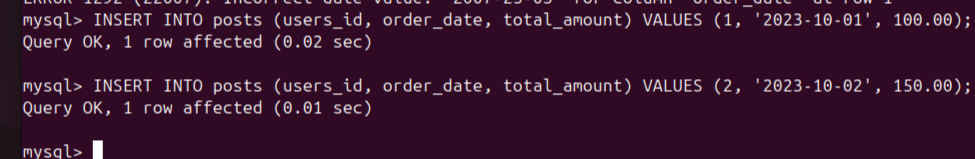 ERROR 1292 (22007): Incorrect date value: '2007-25-05' for column 'order_date' at row 1
mysql> INSERT INTO posts (users_id, order_date, total_amount) VALUES (1, '2023-10-01', 100.00);
Query OK, 1 row affected (0.02 sec)
mysql> INSERT INTO posts (users_id, order_date, total_amount) VALUES (2, '2023-10-02', 150.00);
Query OK, 1 row affected (0.01 sec)
mysql>